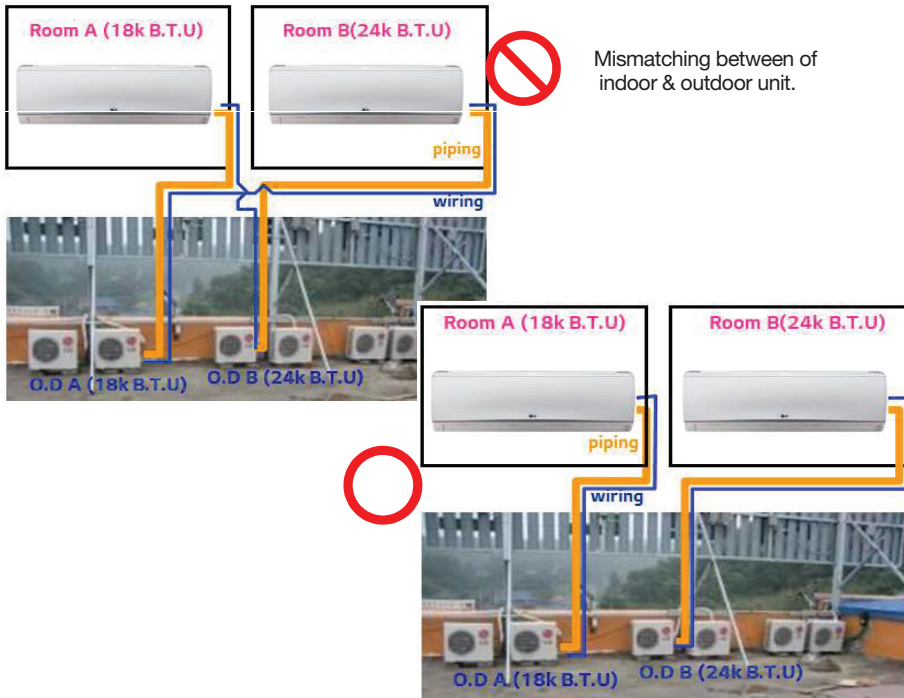 Room A (18k B.T.U)
Room B(24k B.T.U)
Mismatching between of
indoor & outdoor unit.
piping
wiring
O.D A (18k B.T.U)
O.D B (24k B.T.U)
Room A (18k B.T.U)
Room B(24k B.T.U)
piping
wiring
O.D A (18k B.T.U)
O.D B (24k B.T.U)